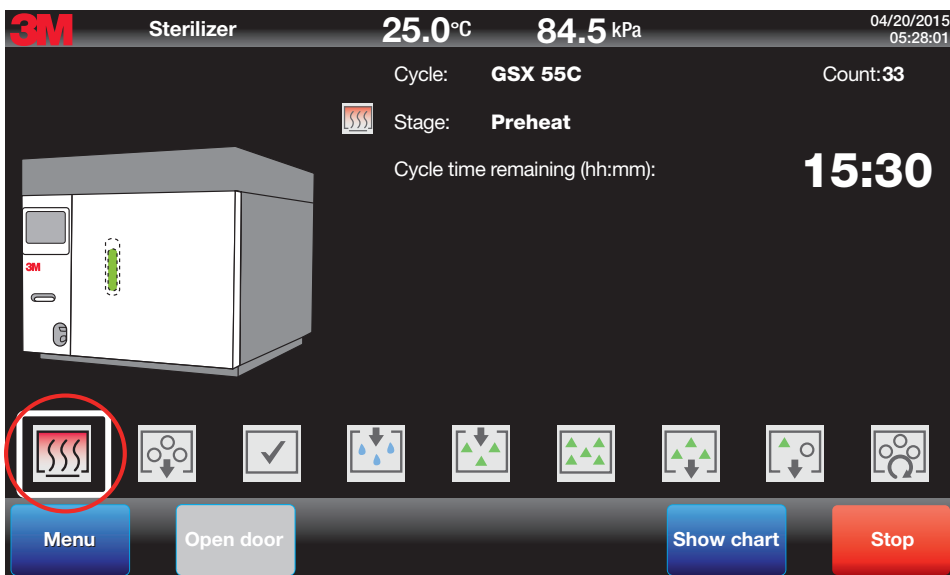 3M Sterilizer 25.0°C 84.5 kPa 04/20/2015
05:28:01
Cycle: GSX 55C Count:33
Stage: Preheat
Cycle time remaining (hh:mm): 15:30
3M
Menu Open door Show chart Stop